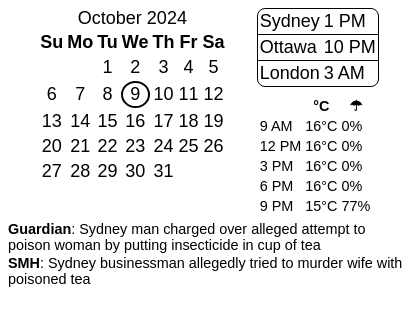 October 2024
Su Mo Tu We Th Fr Sa
1 2 3 4 5
6 7 8 9 10 11 12
13 14 15 16 17 18 19
20 21 22 23 24 25 26
27 28 29 30 31
Sydney 1 PM
Ottawa 10 PM
London 3 AM
°C ☂
9 AM 16°C 0%
12 PM 16°C 0%
3 PM 16°C 0%
6 PM 16°C 0%
9 PM 15°C 77%
Guardian: Sydney man charged over alleged attempt to
poison woman by putting insecticide in cup of tea
SMH: Sydney businessman allegedly tried to murder wife with
poisoned tea